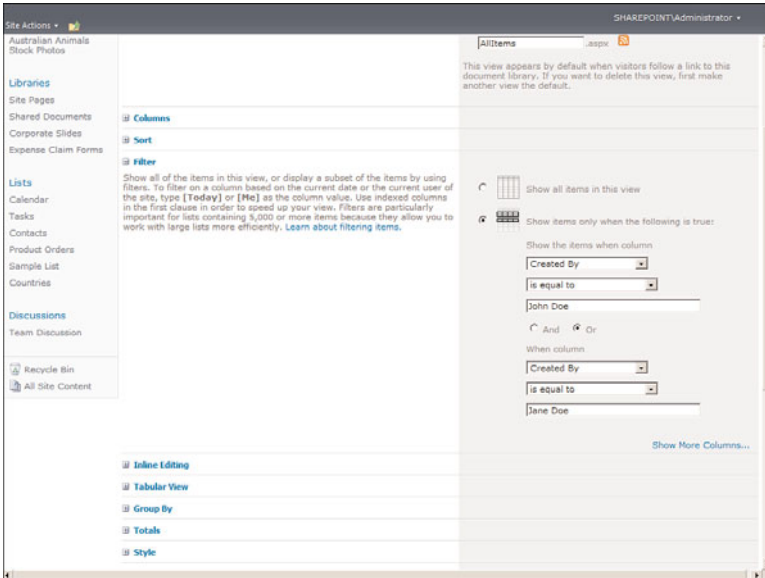 SHAREPOINT\Administrator
Site Actions
Australian Animals
Stock Photos
Libraries
Site Pages
Shared Documents
Corporate Slides
Expense Claim Forms
Lists
Calendar
Tasks
Contacts
Product Orders
Sample List
Countries
Discussions
Team Discussion
Recycle Bin
All Site Content
AllItems .aspx
This view appears by default when visitors follow a link to this
document library. If you want to delete this view, first make
another view the default.
Columns
Sort
Filter
Show all of the items in this view, or display a subset of the items by using
filters. To filter on a column based on the current date or the current user of
the site, type [Today] or [Me] as the column value. Use indexed columns
in the first clause in order to speed up your view. Filters are particularly
important for lists containing 5,000 or more items because they allow you to
work with large lists more efficiently. Learn about filtering items.
Show all items in this view
Show items only when the following is true:
Show the items when column
Created By
is equal to
John Doe
And Or
When column
Created By
is equal to
Jane Doe
Show More Columns...
Inline Editing
Tabular View
Group By
Totals
Style